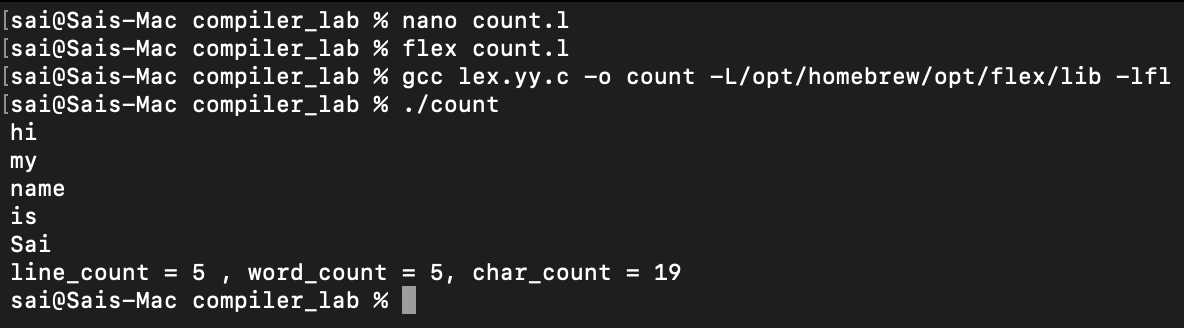 [sai@Sais-Mac compiler_lab % nano count.l
[sai@Sais-Mac compiler_lab % flex count.l
[sai@Sais-Mac compiler_lab % gcc lex.yy.c -o count -L/opt/homebrew/opt/flex/lib -lfl
[sai@Sais-Mac compiler_lab % ./count
hi
my
name
is
Sai
line_count = 5 , word_count = 5, char_count = 19
sai@Sais-Mac compiler_lab %